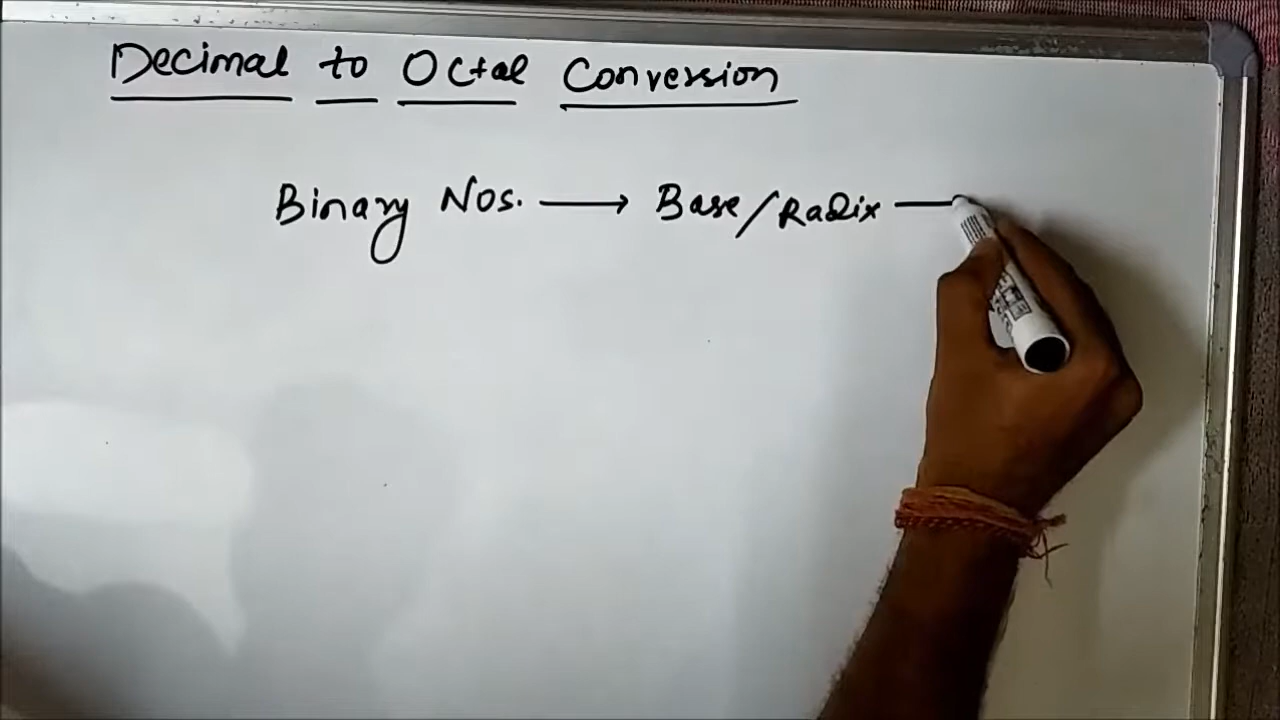 Decimal to Octal Conversion
Binary Nos. → Base/Radix —